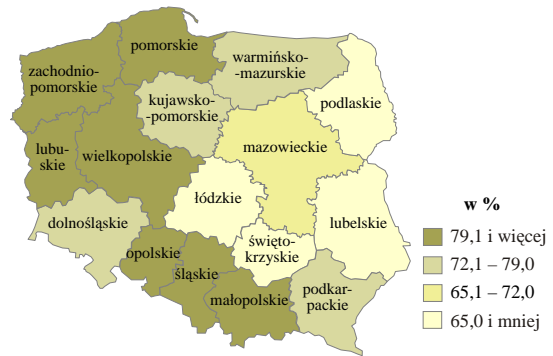 pomorskie
warmińsko-
-mazurskie
zachodnio-
pomorskie
podlaskie
kujawsko-
-pomorskie
lubu-
skie
wielkopolskie
mazowieckie
łódzkie
dolnośląskie
lubelskie
święto-
krzyskie
opolskie
śląskie
małopolskie
podkar-
packie
w %
79,1 i więcej
72,1 – 79,0
65,1 – 72,0
65,0 i mniej